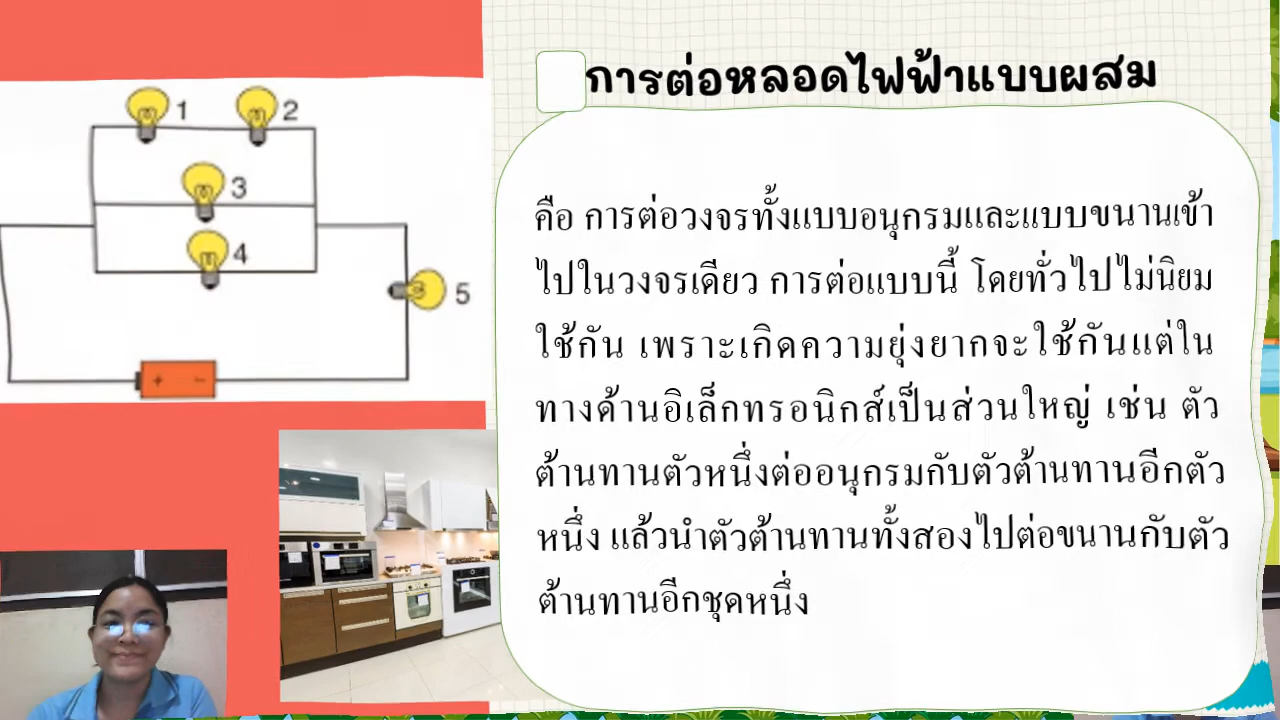 การต่อหลอดไฟฟ้าแบบผสม
คือ การต่อวงจรทั้งแบบอนุกรมและแบบขนานเข้า
ไปในวงจรเดียว การต่อแบบนี้ โดยทั่วไปไม่นิยม
ใช้กัน เพราะเกิดความยุ่งยากจะใช้กันแต่ใน
ทางด้านอิเล็กทรอนิกส์เป็นส่วนใหญ่ เช่น ตัว
ต้านทานตัวหนึ่งต่ออนุกรมกับตัวต้านทานอีกตัว
หนึ่ง แล้วนำตัวต้านทานทั้งสองไปต่อขนานกับตัว
ต้านทานอีกชุดหนึ่ง
1 2
3
4
5
+ -